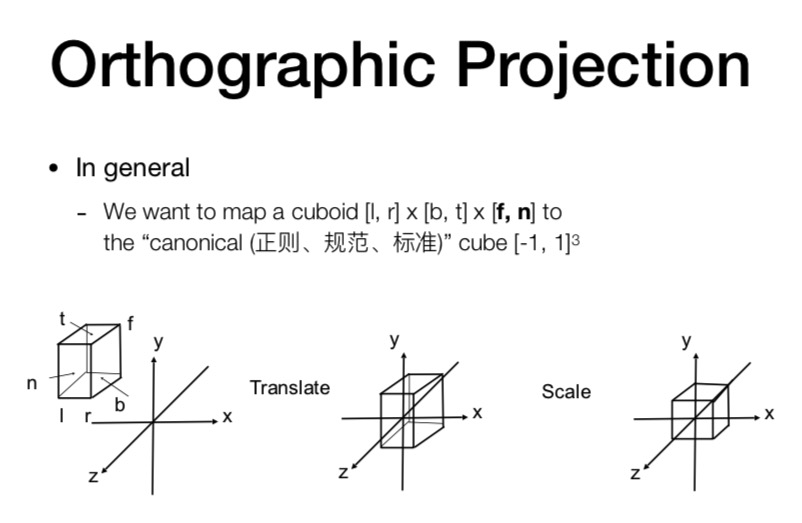 Orthographic Projection
• In general
- We want to map a cuboid [l, r] x [b, t] x [f, n] to
the “canonical (正则、规范、标准)” cube [-1, 1]³
t
f
n
l
r
b
y
x
z
Translate
y
x
z
Scale
y
x
z